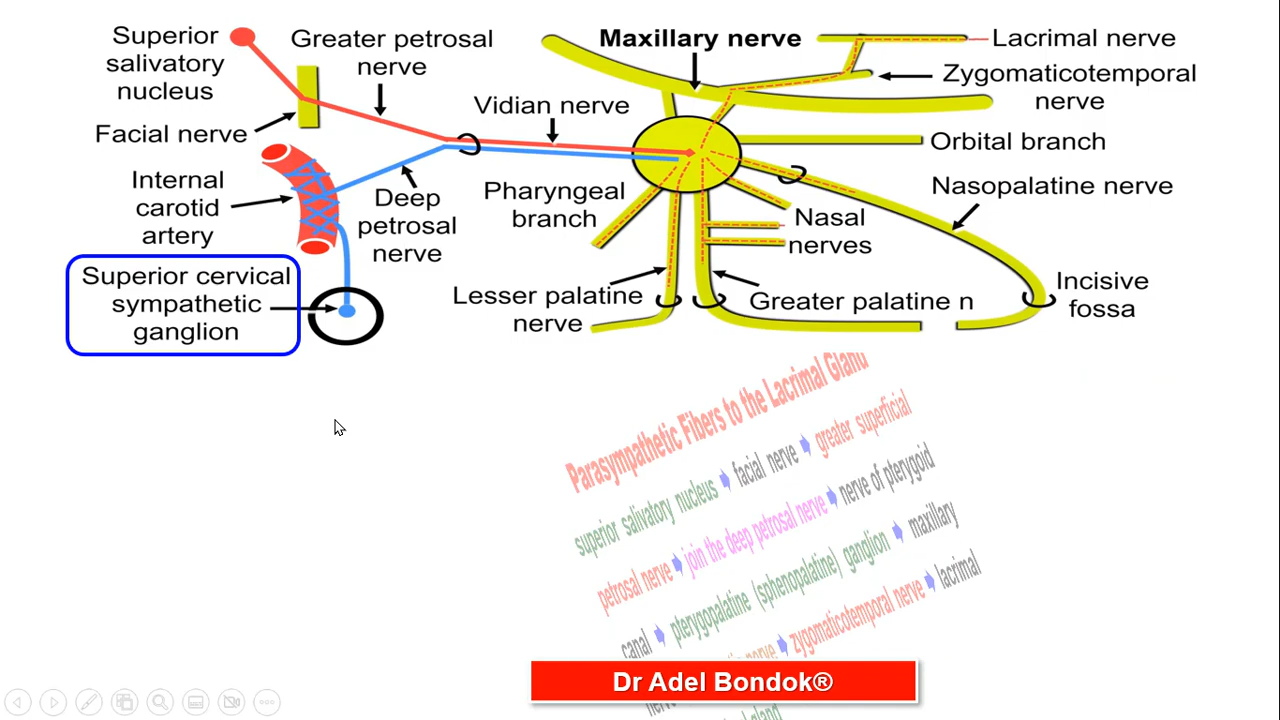 Superior
salivatory
nucleus
Greater petrosal
nerve
Maxillary nerve
Lacrimal nerve
Zygomaticotemporal
nerve
Vidian nerve
Facial nerve
Orbital branch
Internal
carotid
artery
Deep
petrosal
nerve
Pharyngeal
branch
Nasopalatine nerve
Nasal
nerves
Superior cervical
sympathetic
ganglion
Lesser palatine
nerve
Greater palatine n
Incisive
fossa
Parasympathetic Fibers to the Lacrimal Gland
superior salivary nucleus facial nerve greater superficial
petrosal nerve join the deep petrosal nerve nerve of pterygoid
canal pterygopalatine (sphenopalatine) ganglion maxillary
nerve zygomaticotemporal nerve lacrimal
Dr Adel Bondok®
gland